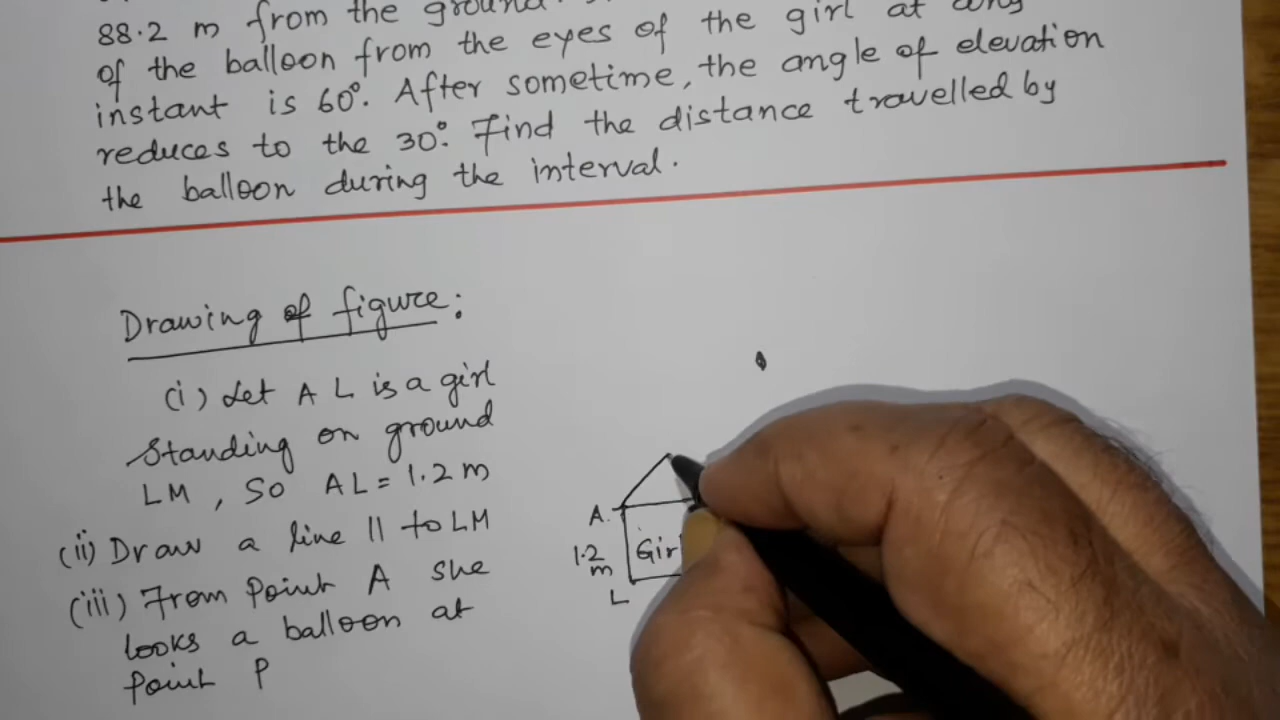 88.2 m from the ground.
of the balloon from the eyes of the girl at any
instant is 60°. After sometime, the angle of elevation
reduces to the 30°. Find the distance travelled by
the balloon during the interval.
Drawing of figure:
(i) Let A L is a girl
Standing on ground
LM, So AL = 1.2 m
(ii) Draw a line || to LM
(iii) From Point A she
looks a balloon at
Point P
A.
1.2
m
Girl
L